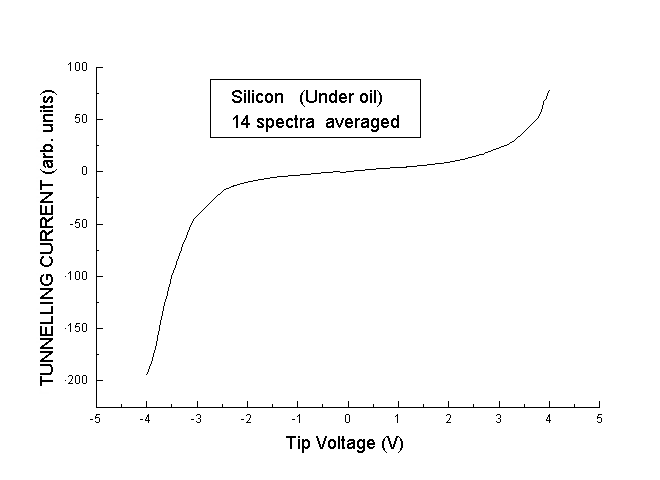 100
50
0
-50
-100
-150
-200
TUNNELLING CURRENT (arb. units)
Silicon (Under oil)
14 spectra averaged
-5 -4 -3 -2 -1 0 1 2 3 4 5
Tip Voltage (V)